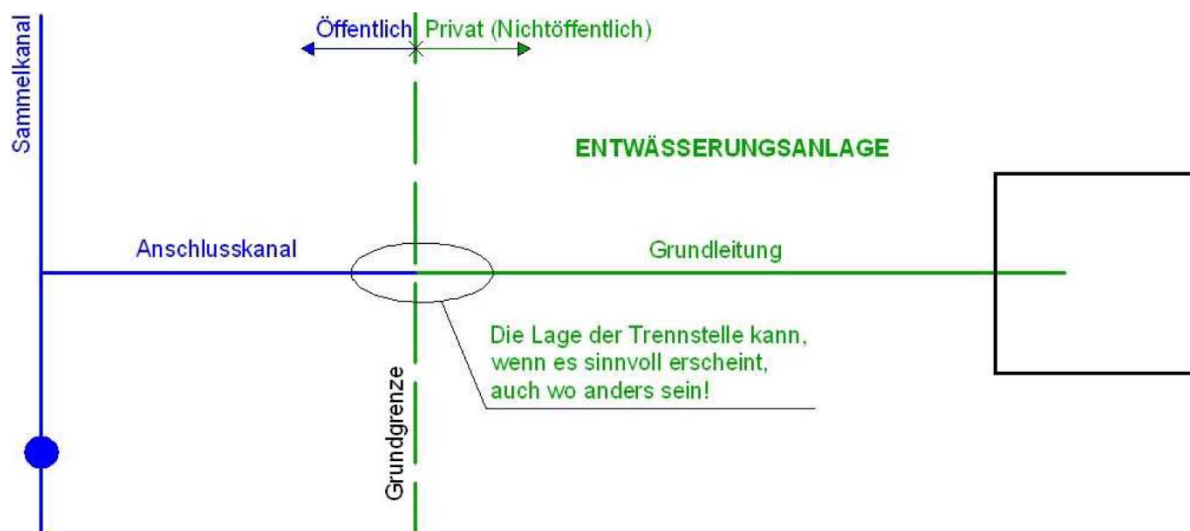 Öffentlich
Privat (Nichtöffentlich)
Sammelkanal
ENTWÄSSERUNGSANLAGE
Anschlusskanal
Grundleitung
Die Lage der Trennstelle kann,
wenn es sinnvoll erscheint,
auch wo anders sein!
Grundgrenze